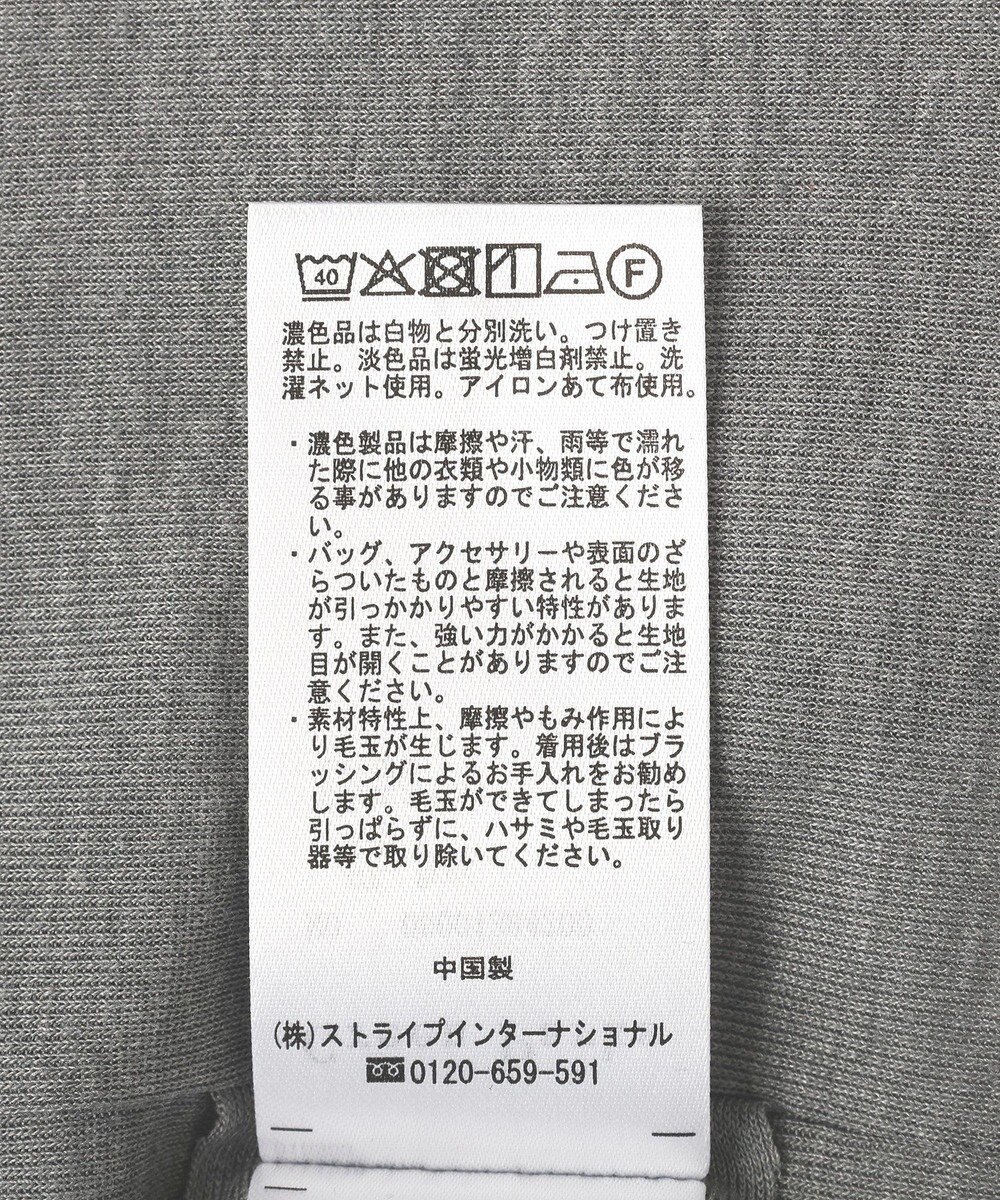 40 F
濃色品は白物と分別洗い。つけ置き
禁止。淡色品は蛍光増白剤禁止。洗
濯ネット使用。アイロンあて布使用。
・濃色製品は摩擦や汗、雨等で濡れ
た際に他の衣類や小物類に色が移
る事がありますのでご注意くださ
い。
・バッグ、アクセサリーや表面のざ
らついたものと摩擦されると生地
が引っかかりやすい特性がありま
す。また、強い力がかかると生地
目が開くことがありますのでご注
意ください。
・素材特性上、摩擦やもみ作用によ
り毛玉が生じます。着用後はブラ
ッシングによるお手入れをお勧め
します。毛玉ができてしまったら
引っぱらずに、ハサミや毛玉取り
器等で取り除いてください。
中国製
(株)ストライプインターナショナル
0120-659-591